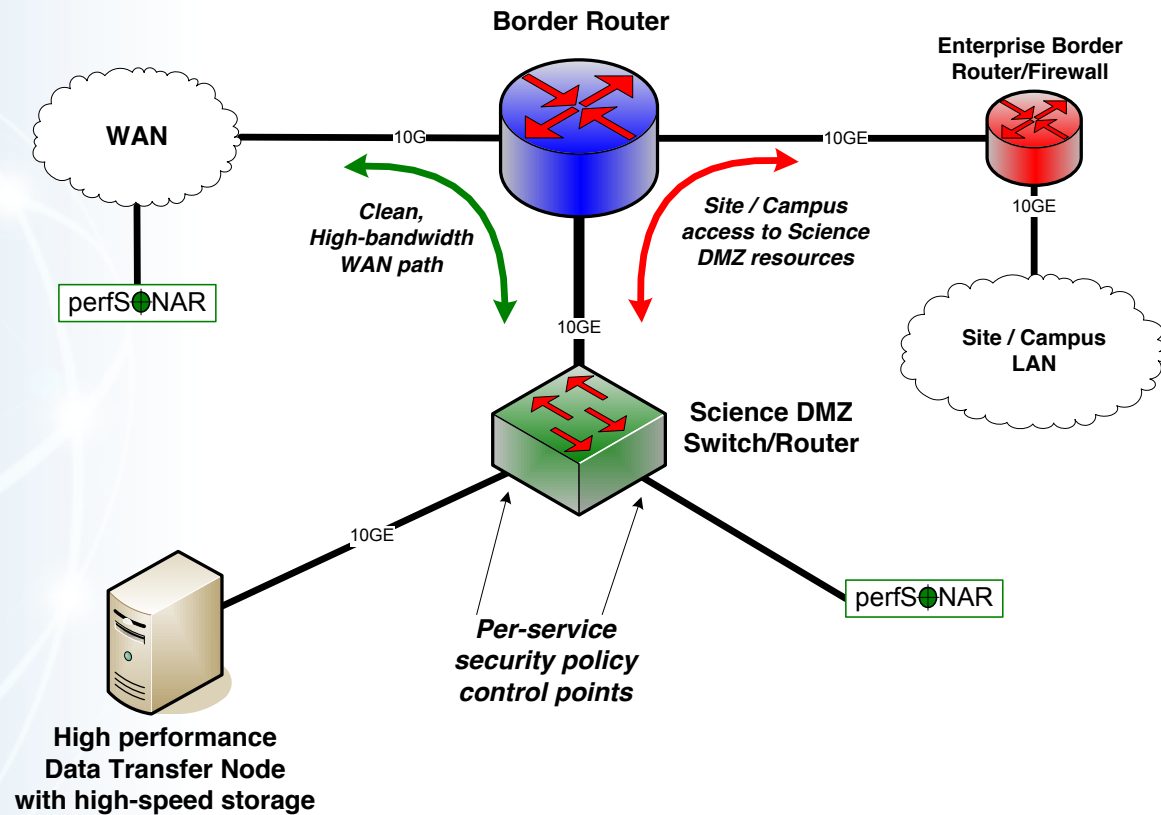 Border Router
Enterprise Border
Router/Firewall
WAN
10G
10GE
10GE
Clean,
High-bandwidth
WAN path
Site / Campus
access to Science
DMZ resources
perfSONAR
10GE
Site / Campus
LAN
Science DMZ
Switch/Router
10GE
perfSONAR
Per-service
security policy
control points
High performance
Data Transfer Node
with high-speed storage